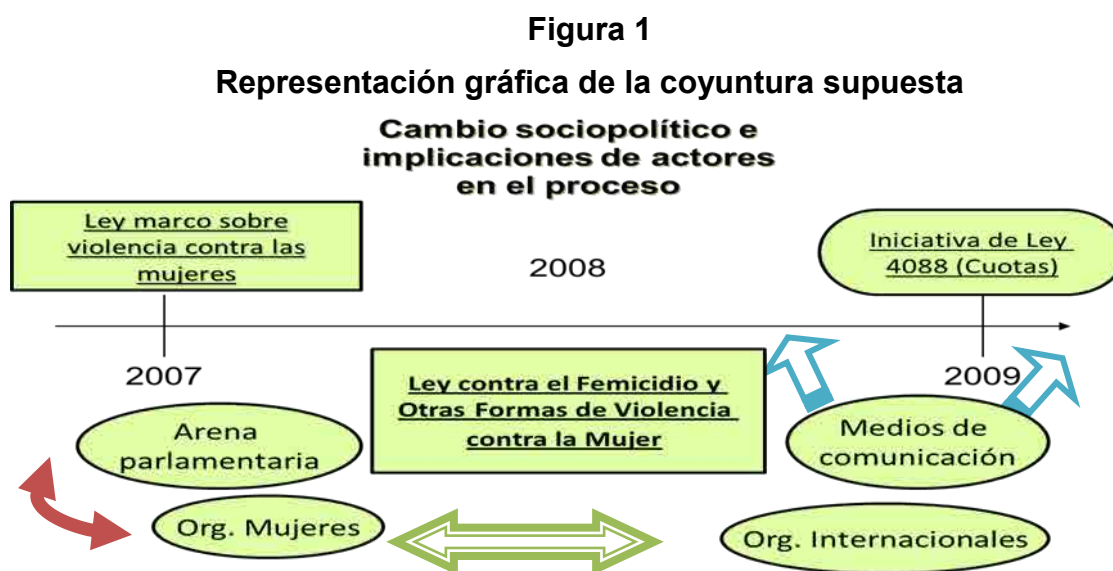 Figura 1
Representación gráfica de la coyuntura supuesta
Cambio sociopolítico e
implicaciones de actores
en el proceso
Ley marco sobre
violencia contra las
mujeres
2008
Iniciativa de Ley
4088 (Cuotas)
2007
2009
Ley contra el Femicidio y
Otras Formas de Violencia
contra la Mujer
Arena
parlamentaria
Medios de
comunicación
Org. Mujeres
Org. Internacionales